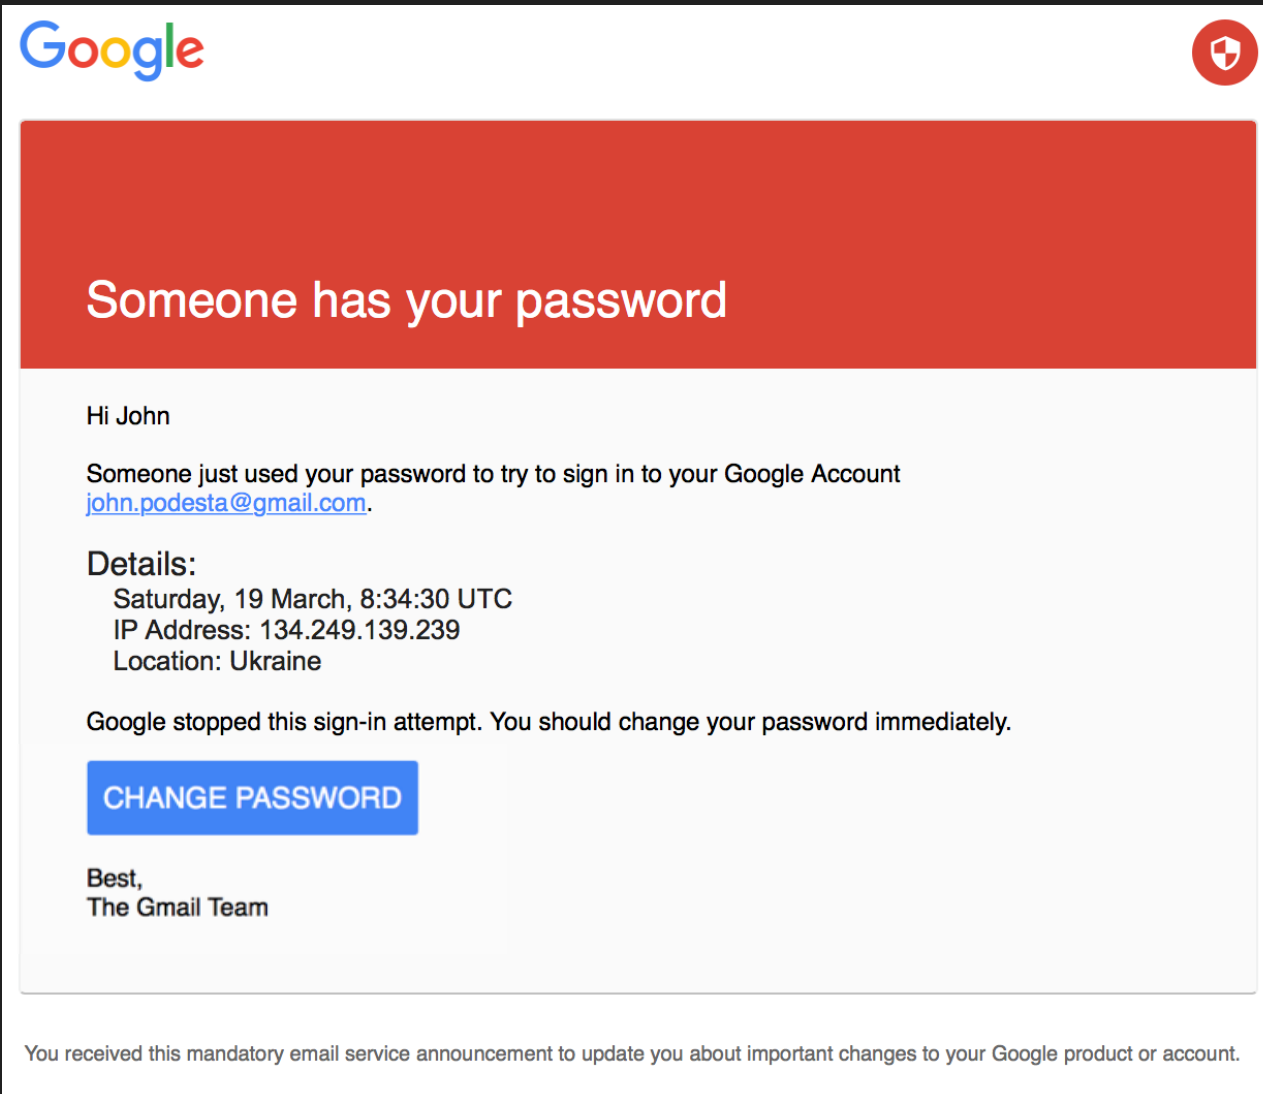 Google
Someone has your password
Hi John
Someone just used your password to try to sign in to your Google Account
john.podesta@gmail.com.
Details:
Saturday, 19 March, 8:34:30 UTC
IP Address: 134.249.139.239
Location: Ukraine
Google stopped this sign-in attempt. You should change your password immediately.
CHANGE PASSWORD
Best,
The Gmail Team
You received this mandatory email service announcement to update you about important changes to your Google product or account.